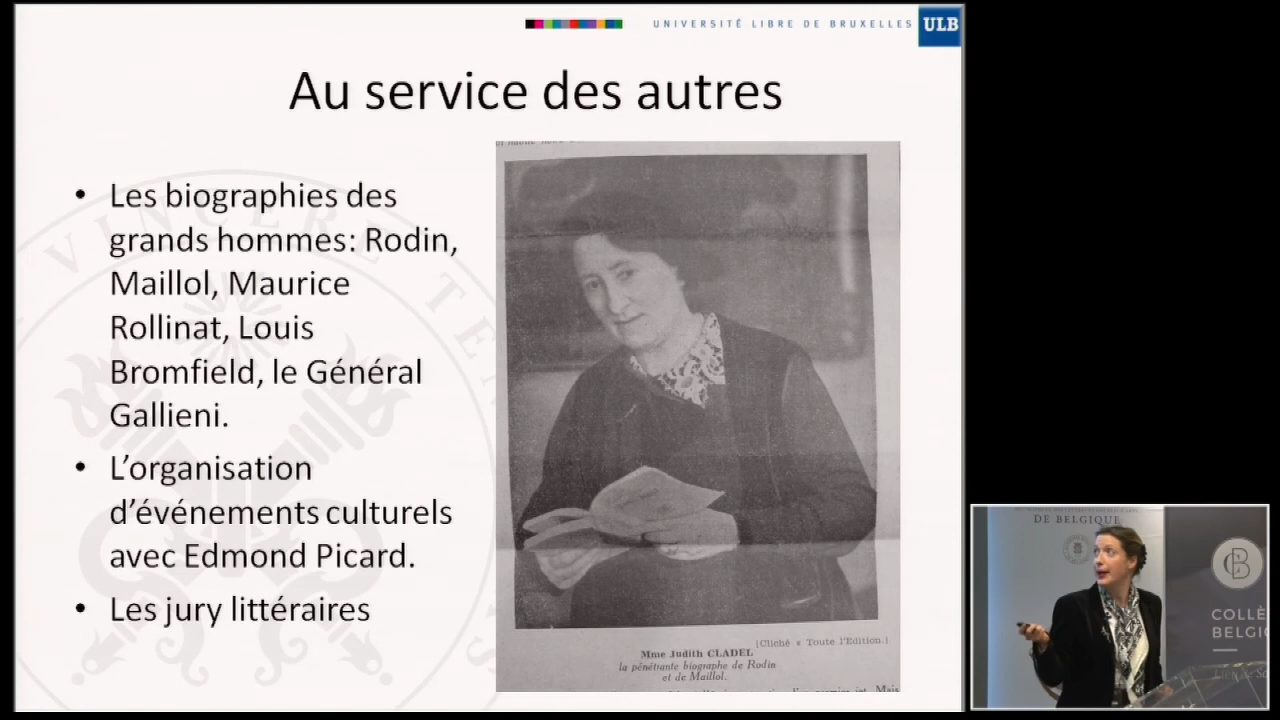 UNIVERSITÉ LIBRE DE BRUXELLES ULB
Au service des autres
• Les biographies des
grands hommes: Rodin,
Maillol, Maurice
Rollinat, Louis
Bromfield, le Général
Gallieni.
• L'organisation
d'événements culturels
avec Edmond Picard.
• Les jury littéraires
[Cliché « Toute l'Edition.]
Mme Judith CLADEL
la pénétrante biographe de Rodin
et de Maillol.
Mais
VINCERE
DE BELGIQUE
COLLÈ
BELGI